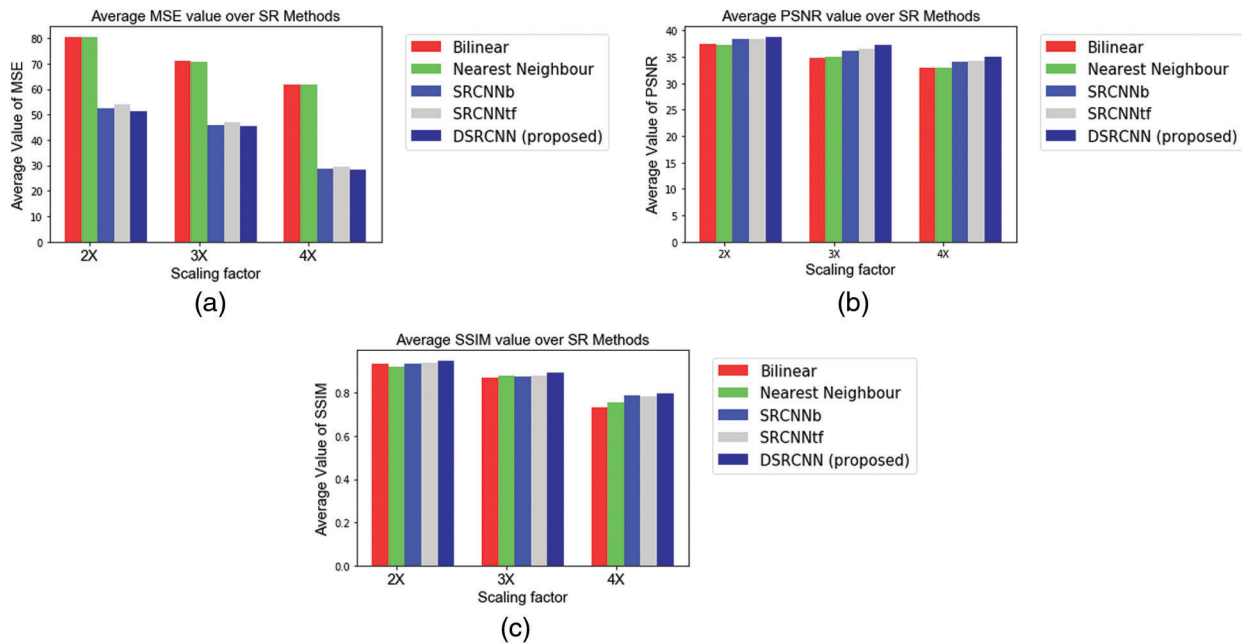 Average MSE value over SR Methods
Average Value of MSE
80
70
60
50
40
30
20
10
0
2X 3X 4X
Scaling factor
Bilinear
Nearest Neighbour
SRCNNb
SRCNNtf
DSRCNN (proposed)
(a)
Average PSNR value over SR Methods
Average Value of PSNR
40
35
30
25
20
15
10
5
0
2X 3X 4X
Scaling factor
Bilinear
Nearest Neighbour
SRCNNb
SRCNNtf
DSRCNN (proposed)
(b)
Average SSIM value over SR Methods
Average Value of SSIM
0.8
0.6
0.4
0.2
0.0
2X 3X 4X
Scaling factor
Bilinear
Nearest Neighbour
SRCNNb
SRCNNtf
DSRCNN (proposed)
(c)